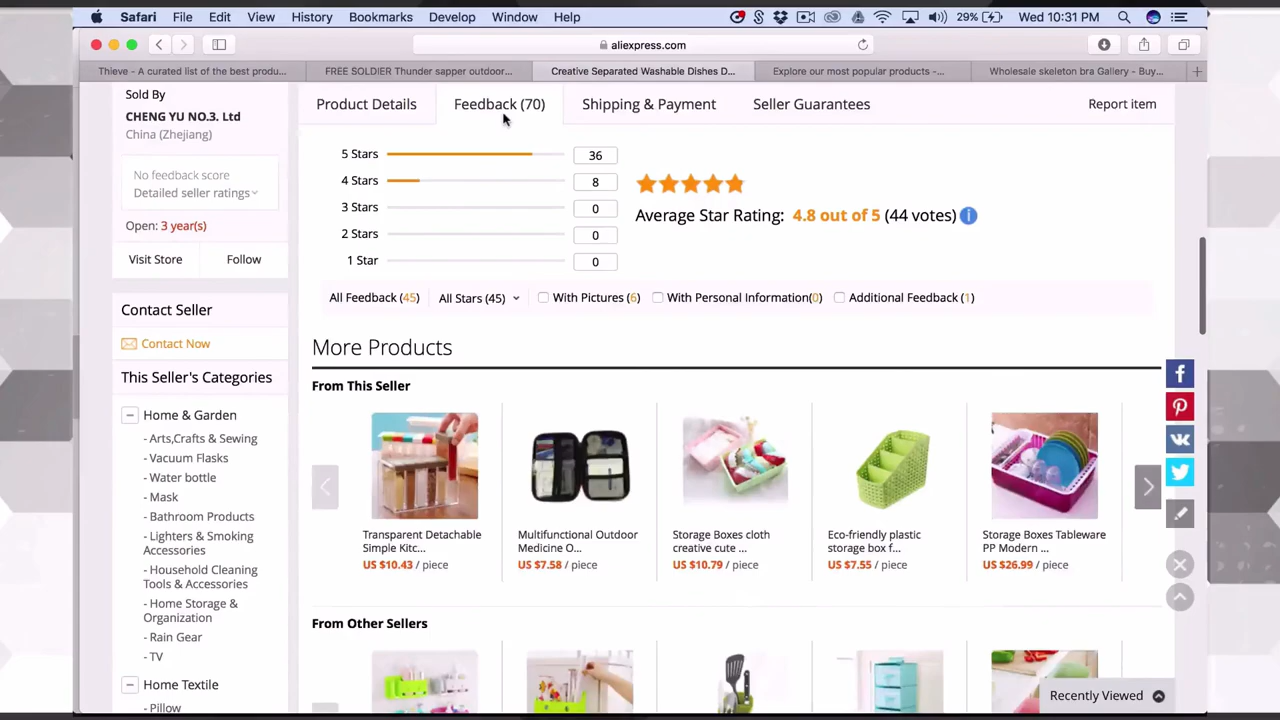 Safari File Edit View History Bookmarks Develop Window Help 29% Wed 10:31 PM
aliexpress.com
Thieve - A curated list of the best produ... FREE SOLDIER Thunder sapper outdoor... Creative Separated Washable Dishes D... Explore our most popular products -... Wholesale skeleton bra Gallery - Buy...
Sold By
CHENG YU NO.3. Ltd
China (Zhejiang)
No feedback score
Detailed seller ratings
Open: 3 year(s)
Visit Store Follow
Contact Seller
Contact Now
This Seller's Categories
Home & Garden
- Arts,Crafts & Sewing
- Vacuum Flasks
- Water bottle
- Mask
- Bathroom Products
- Lighters & Smoking
Accessories
- Household Cleaning
Tools & Accessories
- Home Storage &
Organization
- Rain Gear
- TV
Home Textile
- Pillow
Product Details Feedback (70) Shipping & Payment Seller Guarantees Report item
5 Stars 36
4 Stars 8
3 Stars 0
2 Stars 0
1 Star 0
Average Star Rating: 4.8 out of 5 (44 votes)
All Feedback (45) All Stars (45) With Pictures (6) With Personal Information(0) Additional Feedback (1)
More Products
From This Seller
Transparent Detachable
Simple Kitc...
US $10.43 / piece
Multifunctional Outdoor
Medicine O...
US $7.58 / piece
Storage Boxes cloth
creative cute ...
US $10.79 / piece
Eco-friendly plastic
storage box f...
US $7.55 / piece
Storage Boxes Tableware
PP Modern ...
US $26.99 / piece
From Other Sellers
Recently Viewed